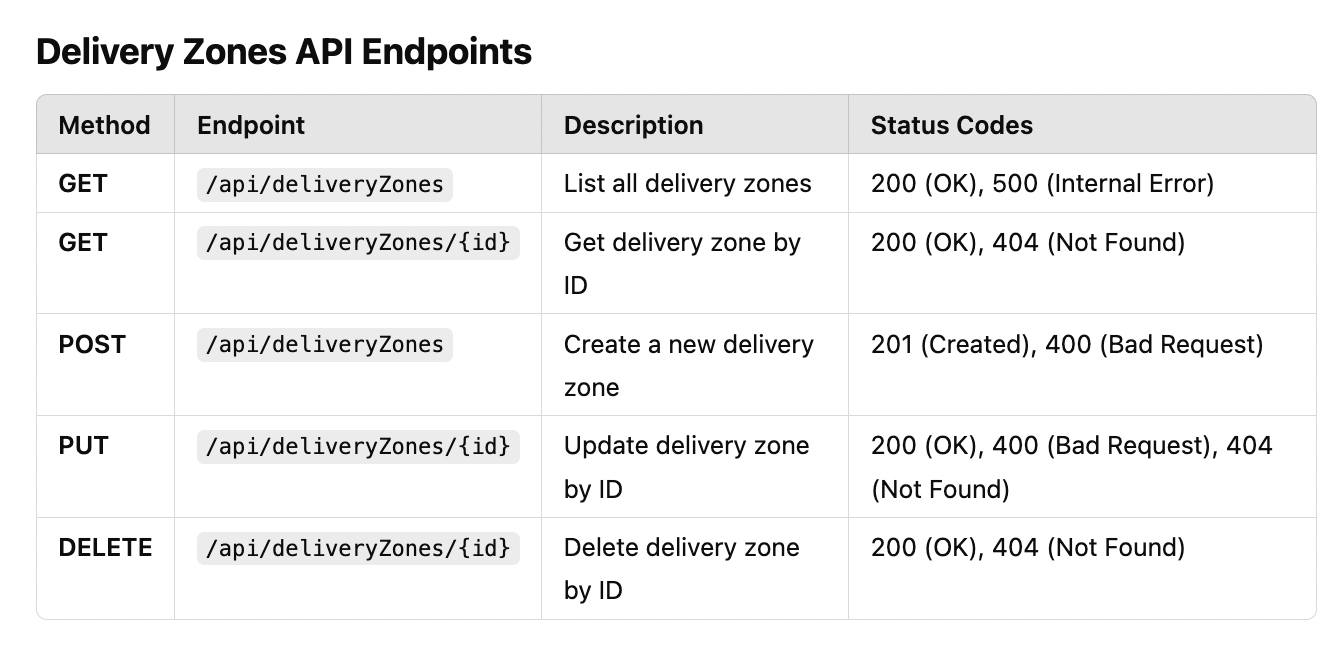 Delivery Zones API Endpoints
Method Endpoint Description Status Codes
GET /api/deliveryZones List all delivery zones 200 (OK), 500 (Internal Error)
GET /api/deliveryZones/{id} Get delivery zone by 200 (OK), 404 (Not Found)
ID
POST /api/deliveryZones Create a new delivery 201 (Created), 400 (Bad Request)
zone
PUT /api/deliveryZones/{id} Update delivery zone 200 (OK), 400 (Bad Request), 404
by ID (Not Found)
DELETE /api/deliveryZones/{id} Delete delivery zone 200 (OK), 404 (Not Found)
by ID